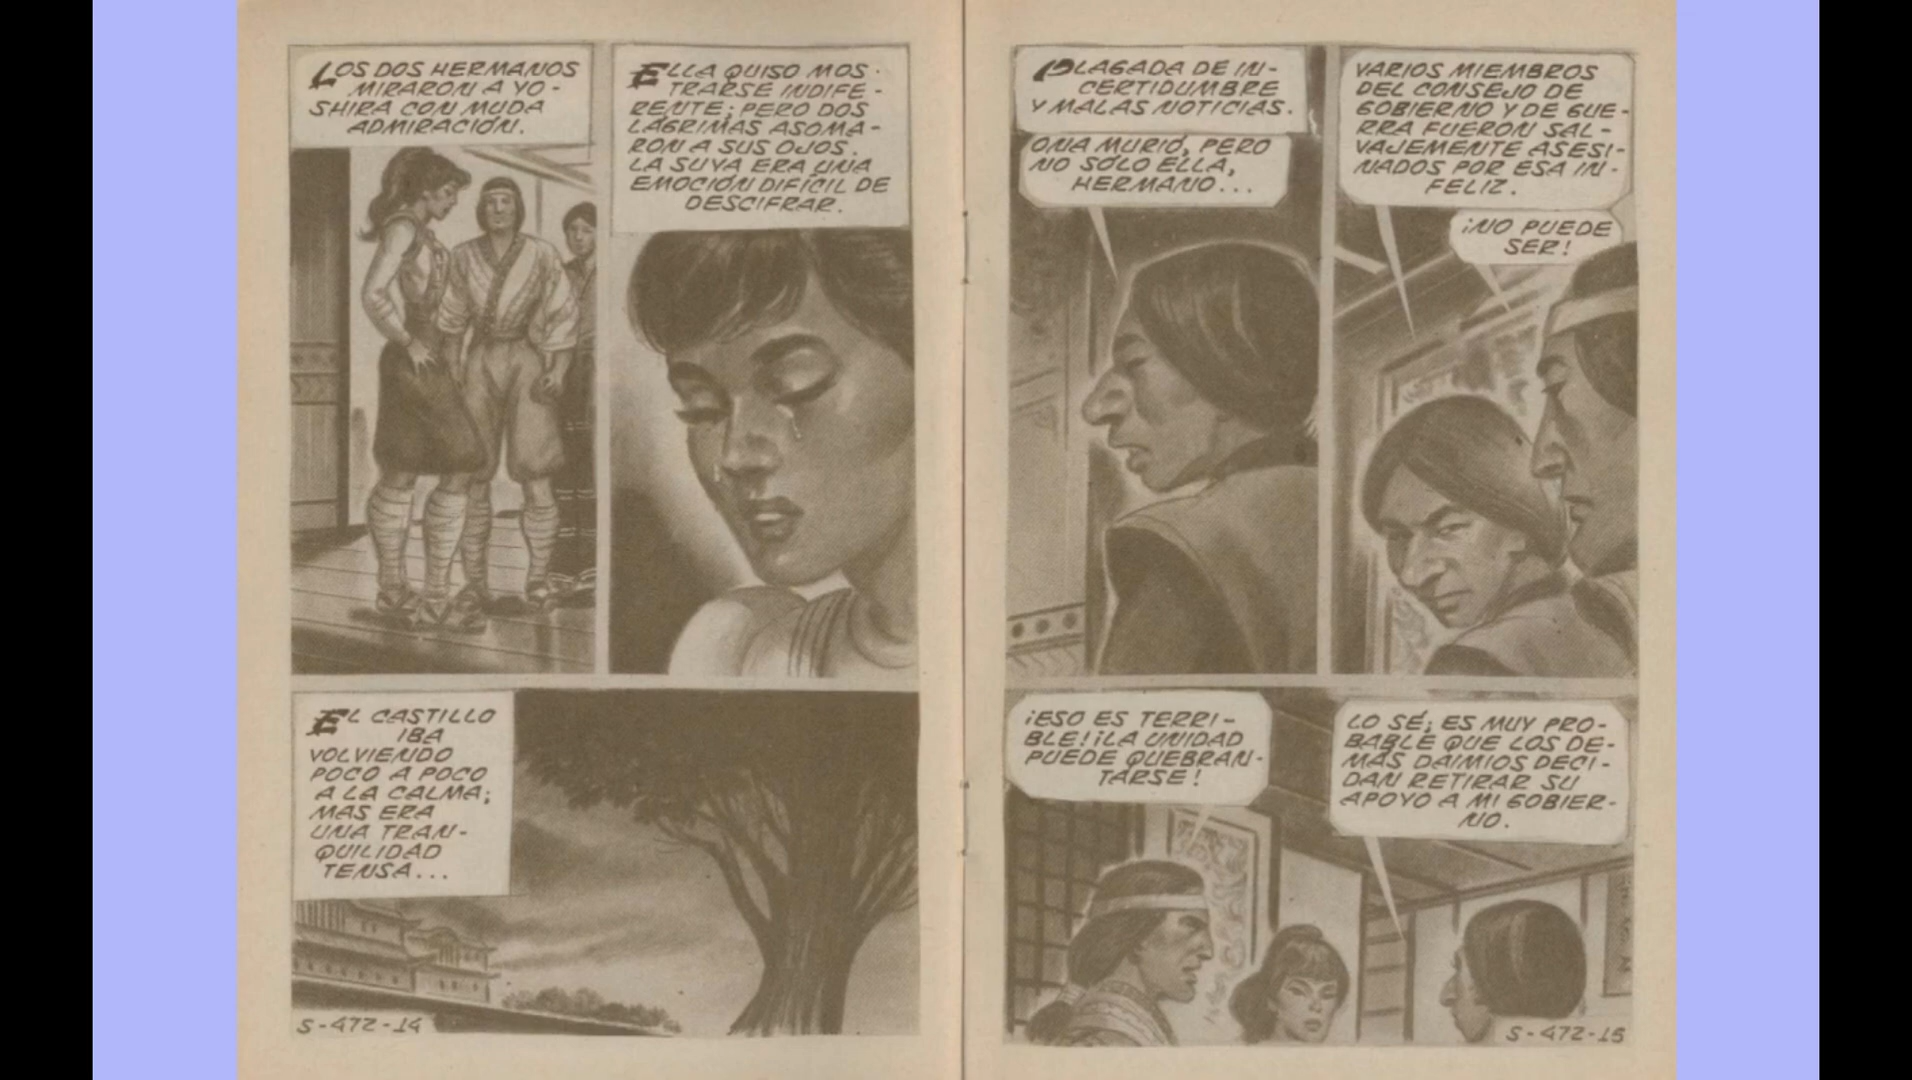 LOS DOS HERMANOS
MIRARON A YO-
SHIRA CON MUDA
ADMIRACIÓN.
ELLA QUISO MOS-
TRARSE INDIFE-
RENTE; PERO DOS
LÁGRIMAS ASOMA-
RON A SUS OJOS.
LA SUYA ERA UNA
EMOCIÓN DIFÍCIL DE
DESCIFRAR.
EL CASTILLO
IBA
VOLVIENDO
POCO A POCO
A LA CALMA;
MAS ERA
UNA TRAN-
QUILIDAD
TENSA...
S-472-14
PLAGADA DE IN-
CERTIDUMBRE
Y MALAS NOTICIAS.
ONA MURIÓ, PERO
NO SÓLO ELLA,
HERMANO...
VARIOS MIEMBROS
DEL CONSEJO DE
GOBIERNO Y DE GUE-
RRA FUERON SAL-
VAJEMENTE ASESI-
NADOS POR ESA IN-
FELIZ.
¡NO PUEDE
SER!
¡ESO ES TERRI-
BLE! ¡LA UNIDAD
PUEDE QUEBRAN-
TARSE!
LO SÉ; ES MUY PRO-
BABLE QUE LOS DE-
MÁS DAIMIOS DECI-
DAN RETIRAR SU
APOYO A MI GOBIER-
NO.
S-472-15